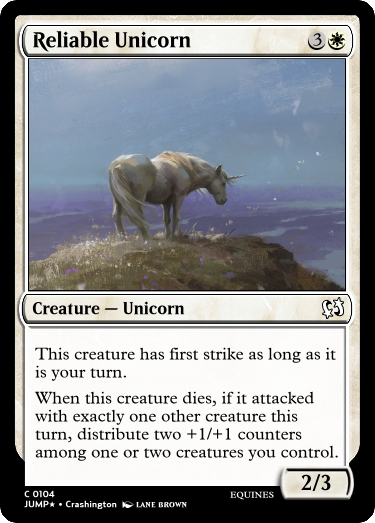 Reliable Unicorn 3
Creature — Unicorn
This creature has first strike as long as it
is your turn.
When this creature dies, if it attacked
with exactly one other creature this
turn, distribute two +1/+1 counters
among one or two creatures you control.
2/3
C 0104
JUMP★ • Crashington LANE BROWN
EQUINES